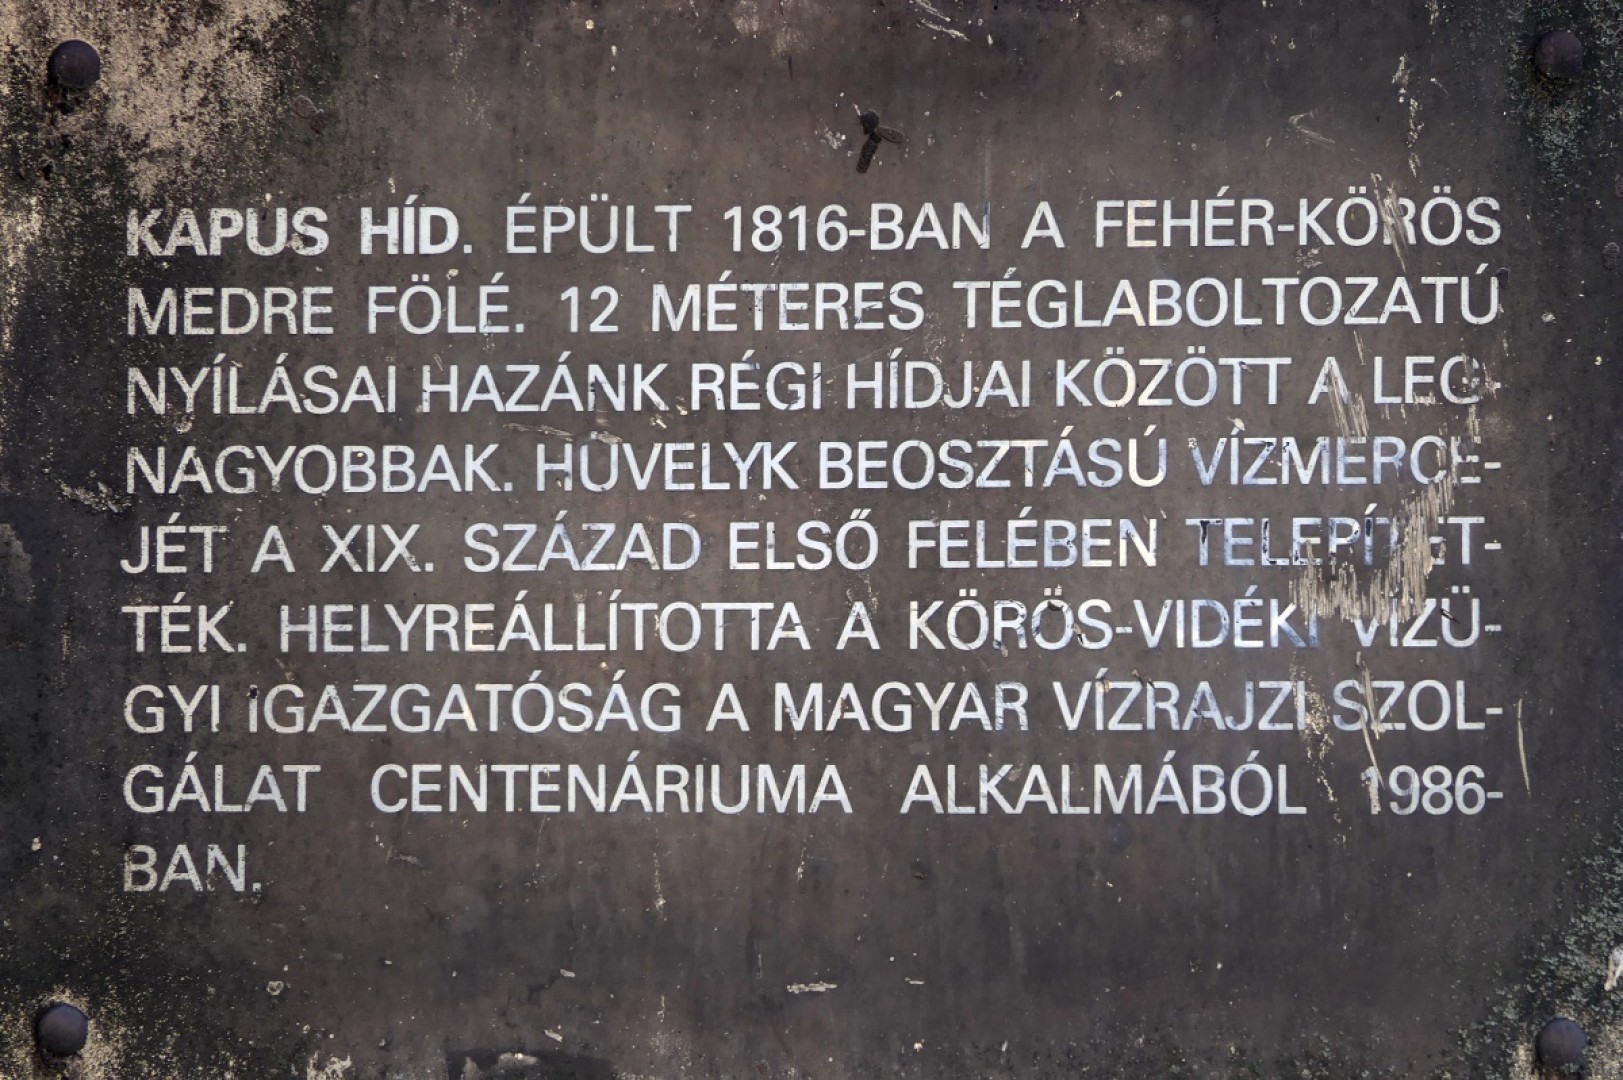 KAPUS HÍD. ÉPÜLT 1816-BAN A FEHÉR-KÖRÖS
MEDRE FÖLÉ. 12 MÉTERES TÉGLABOLTOZATÚ
NYÍLÁSAI HAZÁNK RÉGI HÍDJAI KÖZÖTT A LEG-
NAGYOBBAK. HÜVELYK BEOSZTÁSÚ VÍZMERCE-
JÉT A XIX. SZÁZAD ELSŐ FELÉBEN TELEPÍTET-
TÉK. HELYREÁLLÍTOTTA A KÖRÖS-VIDÉKI VÍZÜ-
GYI IGAZGATÓSÁG A MAGYAR VÍZRAJZI SZOL-
GÁLAT CENTENÁRIUMA ALKALMÁBÓL 1986-
BAN.